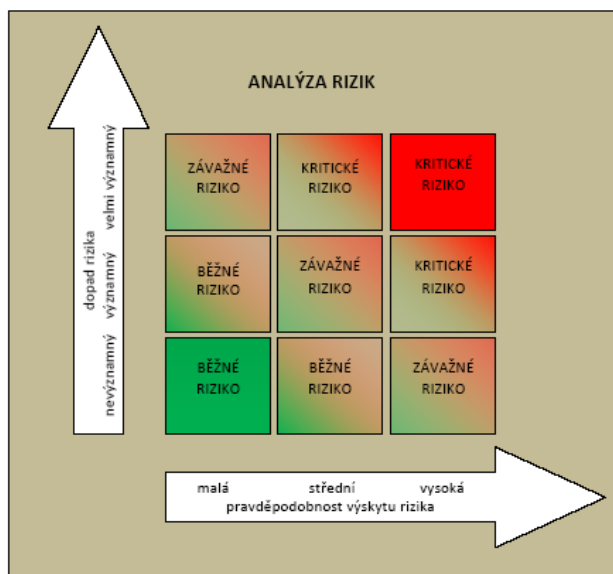 ANALÝZA RIZIK
dopad rizika
velmi významný
významný
nevýznamný
ZÁVAŽNÉ
RIZIKO
KRITICKÉ
RIZIKO
KRITICKÉ
RIZIKO
BĚŽNÉ
RIZIKO
ZÁVAŽNÉ
RIZIKO
KRITICKÉ
RIZIKO
BĚŽNÉ
RIZIKO
BĚŽNÉ
RIZIKO
ZÁVAŽNÉ
RIZIKO
malá střední vysoká
pravděpodobnost výskytu rizika